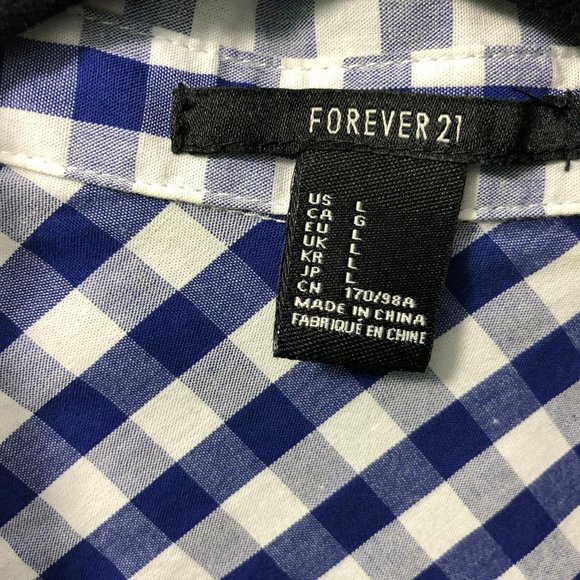 FOREVER 21
US L
CA G
EU L
UK L
KR L
JP L
CN 170/98A
MADE IN CHINA
FABRIQUÉ EN CHINE